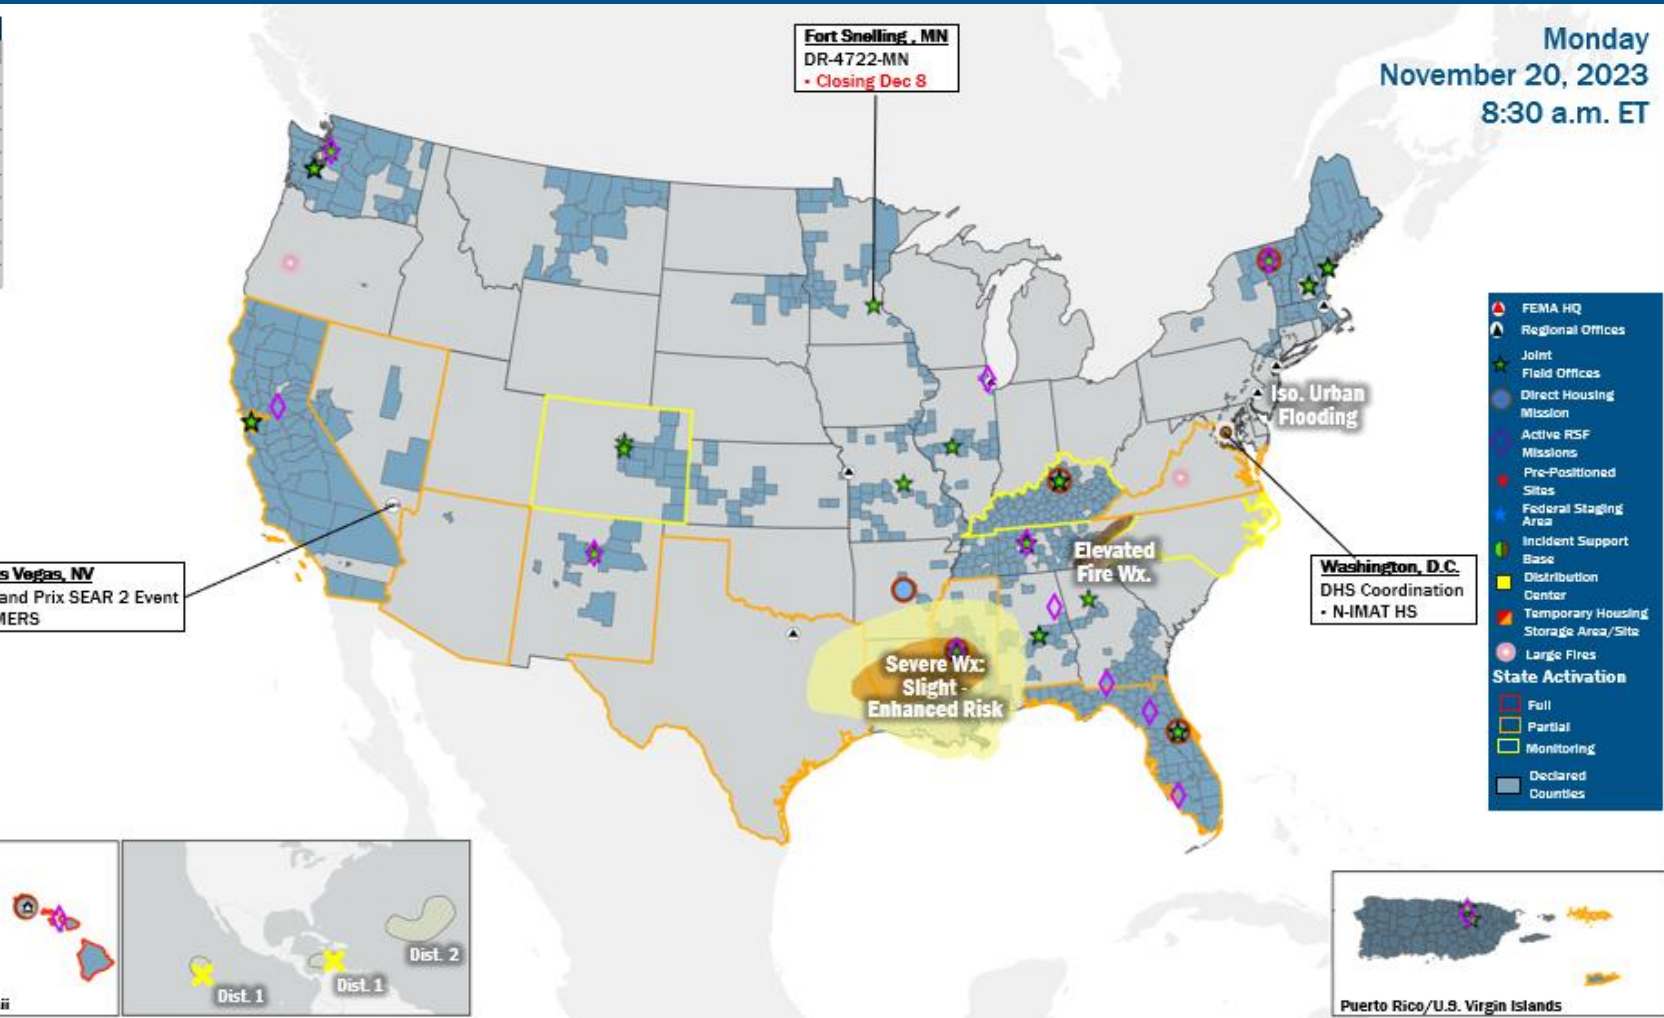 Monday
November 20, 2023
8:30 a.m. ET
Fort Snelling , MN
DR-4722-MN
• Closing Dec 8
Iso. Urban
Flooding
Elevated
Fire Wx.
Severe Wx:
Slight -
Enhanced Risk
s Vegas, NV
and Prix SEAR 2 Event
MERS
Washington, D.C.
DHS Coordination
• N-IMAT HS
FEMA HQ
Regional Offices
Joint
Field Offices
Direct Housing
Mission
Active RSF
Missions
Pre-Positioned
Sites
Federal Staging
Area
Incident Support
Base
Distribution
Center
Temporary Housing
Storage Area/Site
Large Fires
State Activation
Full
Partial
Monitoring
Declared
Counties
ii
Dist. 1
Dist. 1
Dist. 2
Puerto Rico/U.S. Virgin Islands